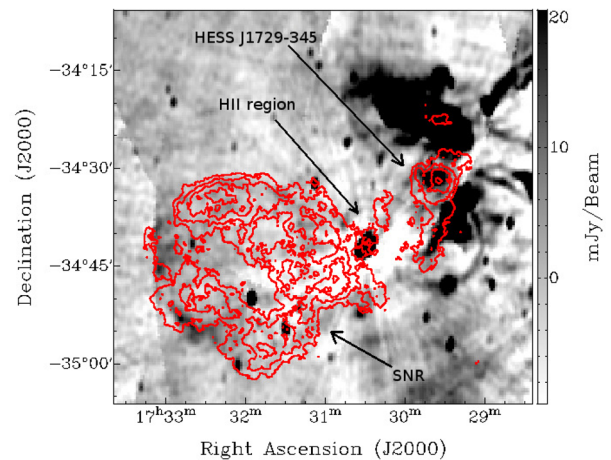 20
HESS J1729-345
−34°15′
HII region
10
−34°30′
mJy/Beam
Declination (J2000)
0
−34°45′
SNR
−35°00′
17ʰ33ᵐ 32ᵐ 31ᵐ 30ᵐ 29ᵐ
Right Ascension (J2000)